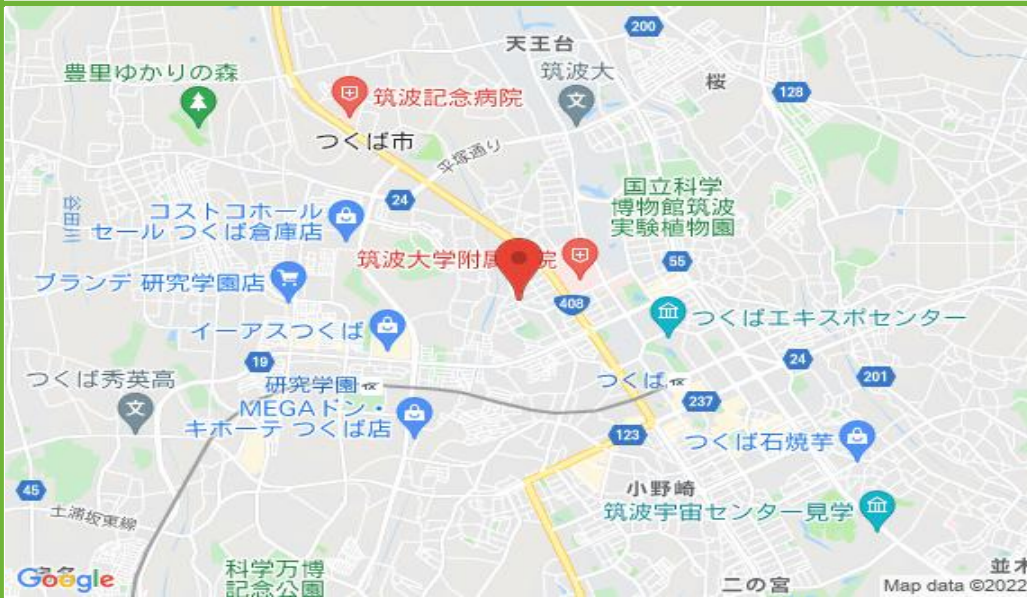 200
天王台
豊里ゆかりの森
筑波大
桜
128
筑波記念病院
つくば市
平塚通り
国立科学
博物館筑波
実験植物園
24
谷田川
コストコホール
セール つくば倉庫店
筑波大学附属
院
55
ブランデ 研究学園店
408
つくばエキスポセンター
イーアスつくば
19
24
つくば秀英高
研究学園
つくば
201
MEGAドン・
キホーテ つくば店
237
123
つくば石焼芋
45
小野崎
土浦坂東線
筑波宇宙センター見学
科学万博
記念公園
並木
二の宮
Google
Map data ©2022